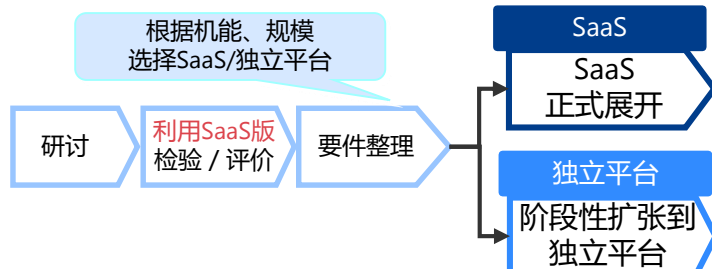 根据机能、规模
选择SaaS/独立平台
研讨
利用SaaS版
检验 / 评价
要件整理
SaaS
SaaS
正式展开
独立平台
阶段性扩张到
独立平台